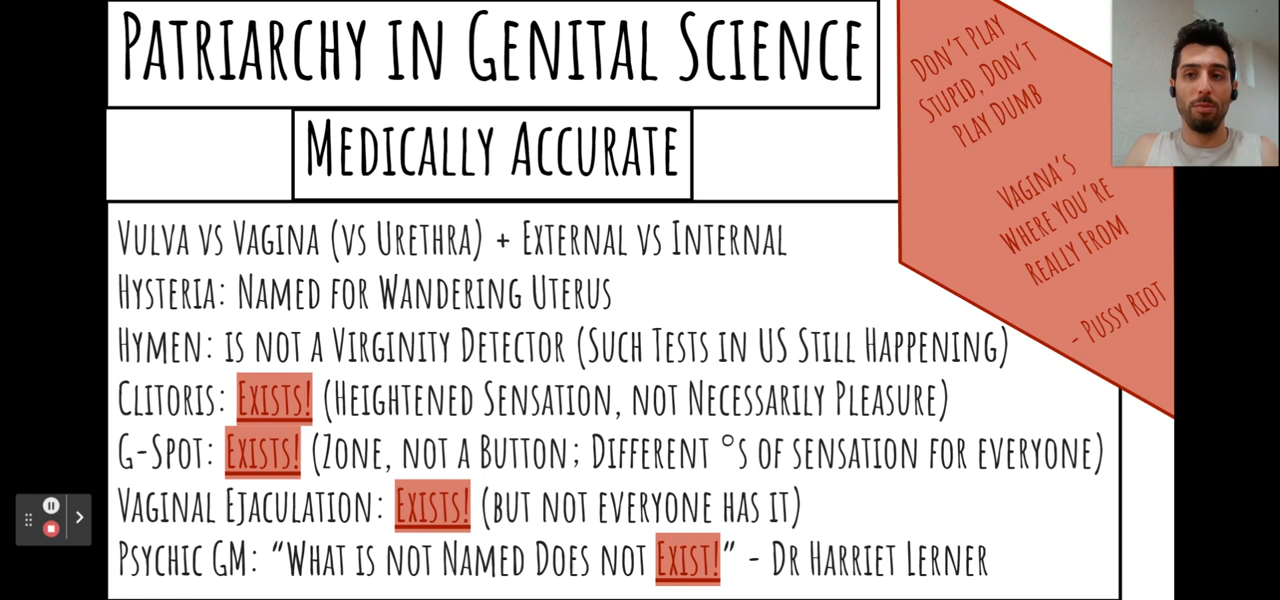 Patriarchy in Genital Science
Medically Accurate
Don't Play
Stupid, Don't
Play Dumb
Vagina's
Where You're
Really From
- Pussy Riot
Vulva vs Vagina (vs Urethra) + External vs Internal
Hysteria: Named for Wandering Uterus
Hymen: is not a Virginity Detector (Such Tests in US Still Happening)
Clitoris: Exists! (Heightened Sensation, not Necessarily Pleasure)
G-Spot: Exists! (Zone, not a Button; Different °s of sensation for everyone)
Vaginal Ejaculation: Exists! (but not everyone has it)
Psychic GM: "What is not Named Does not Exist!" - Dr Harriet Lerner